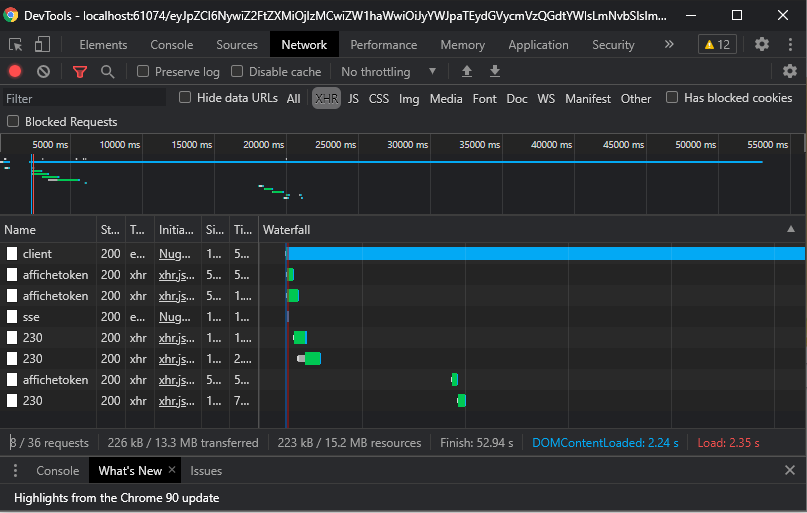 DevTools - localhost:61074/eyJpZCI6NywiZ2FtZXMiOjIzMCwiZW1haWwiOiJyYWJpaTEydGVycmVzQGdtYWlsLmNvbSIsIm...
Elements Console Sources Network Performance Memory Application Security » 12
Preserve log Disable cache No throttling
Filter Hide data URLs All XHR JS CSS Img Media Font Doc WS Manifest Other Has blocked cookies
Blocked Requests
5000 ms 10000 ms 15000 ms 20000 ms 25000 ms 30000 ms 35000 ms 40000 ms 45000 ms 50000 ms 55000 ms
Name St... T... Initia... Si... Ti... Waterfall
client 200 e... Nug... 1... 5...
affichetoken 200 xhr xhr.js... 5... 5...
affichetoken 200 xhr xhr.js... 5... 1....
sse 200 e... Nug... 1... 1...
230 200 xhr xhr.js... 1... 1....
230 200 xhr xhr.js... 1... 2....
affichetoken 200 xhr xhr.js... 5... 5...
230 200 xhr xhr.js... 1... 7...
8 / 36 requests 226 kB / 13.3 MB transferred 223 kB / 15.2 MB resources Finish: 52.94 s DOMContentLoaded: 2.24 s Load: 2.35 s
Console What's New Issues
Highlights from the Chrome 90 update